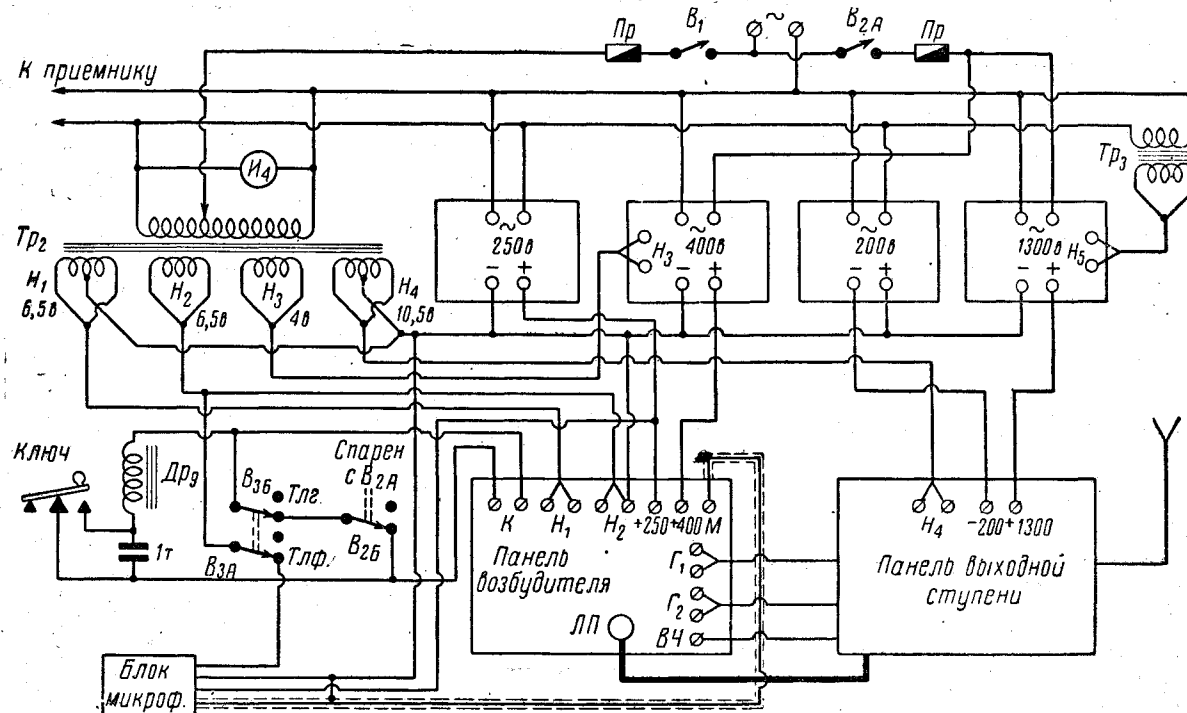 Пр
В₁
~
В₂А
Пр
К приемнику
И₄
Тр₃
Тр₂
~
250в
- +
Н₃
~
400в
- +
~
200в
- +
~
1300в
Н₅
- +
Н₁
6,5в
Н₂
6,5в
Н₃
4в
Н₄
10,5в
Ключ
Др₉
1т
В₃Б
Тлг.
Спарен
с В₂А
В₃А
Тлф.
В₂Б
К Н₁ Н₂ +250 +400 М
Панель
возбудителя
Г₁
Г₂
ВЧ
ЛП
Н₄ -200 +1300
Панель выходной
ступени
Блок
микроф.